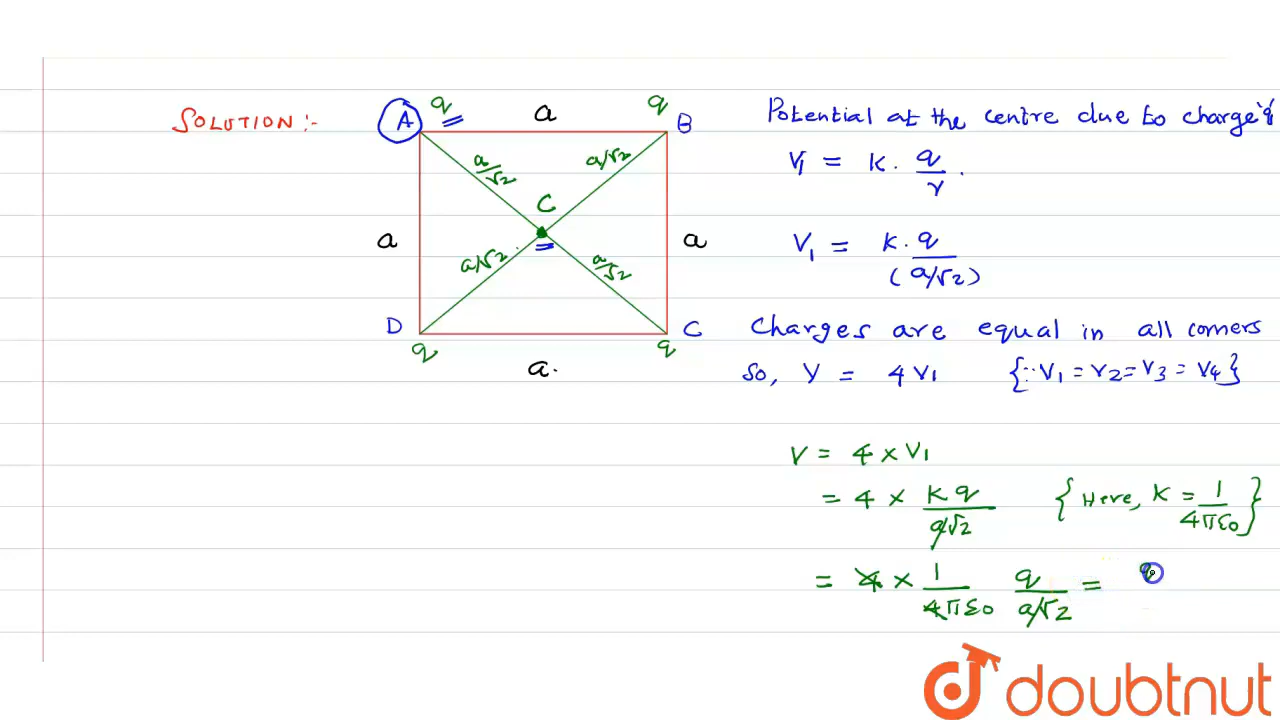 SOLUTION :-
A
q
a
q
B
a/√2
a/√2
C
a
a
a/√2
a/√2
D
C
q
q
a.
Potential at the centre due to charge 'q
V1 = K . q/r .
V1 = K . q/(a/√2)
Charges are equal in all corners
So, V = 4V1 {∵ V1 = V2 = V3 = V4}
V = 4 × V1
= 4 × Kq/a/√2 {Here, K = 1/4πε0}
= 4 × 1/4πε0 q/a/√2 = q
doubtnut